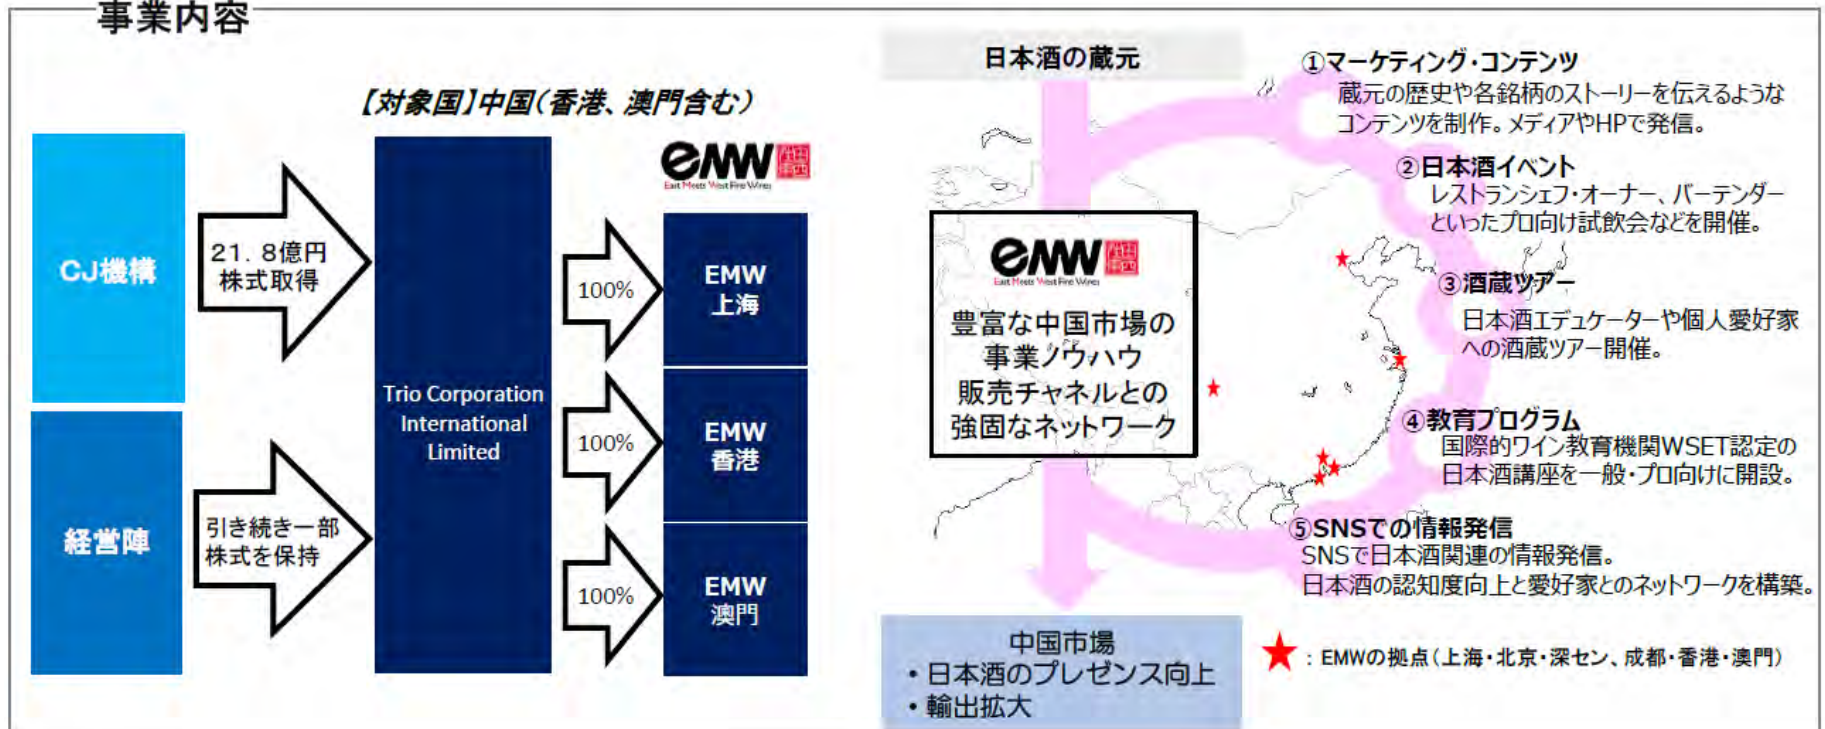 事業内容
【対象国】中国（香港、澳門含む）
CJ機構
21．8億円
株式取得
経営陣
引き続き一部
株式を保持
Trio Corporation
International
Limited
100%
100%
100%
EMW
East Meets West Fine Wines
EMW
上海
EMW
香港
EMW
澳門
日本酒の蔵元
EMW
East Meets West Fine Wines
豊富な中国市場の
事業ノウハウ
販売チャネルとの
強固なネットワーク
中国市場
・日本酒のプレゼンス向上
・輸出拡大
①マーケティング・コンテンツ
蔵元の歴史や各銘柄のストーリーを伝えるような
コンテンツを制作。メディアやHPで発信。
②日本酒イベント
レストランシェフ・オーナー、バーテンダー
といったプロ向け試飲会などを開催。
③酒蔵ツアー
日本酒エデュケーターや個人愛好家
への酒蔵ツアー開催。
④教育プログラム
国際的ワイン教育機関WSET認定の
日本酒講座を一般・プロ向けに開設。
⑤SNSでの情報発信
SNSで日本酒関連の情報発信。
日本酒の認知度向上と愛好家とのネットワークを構築。
★：EMWの拠点（上海・北京・深セン、成都・香港・澳門）